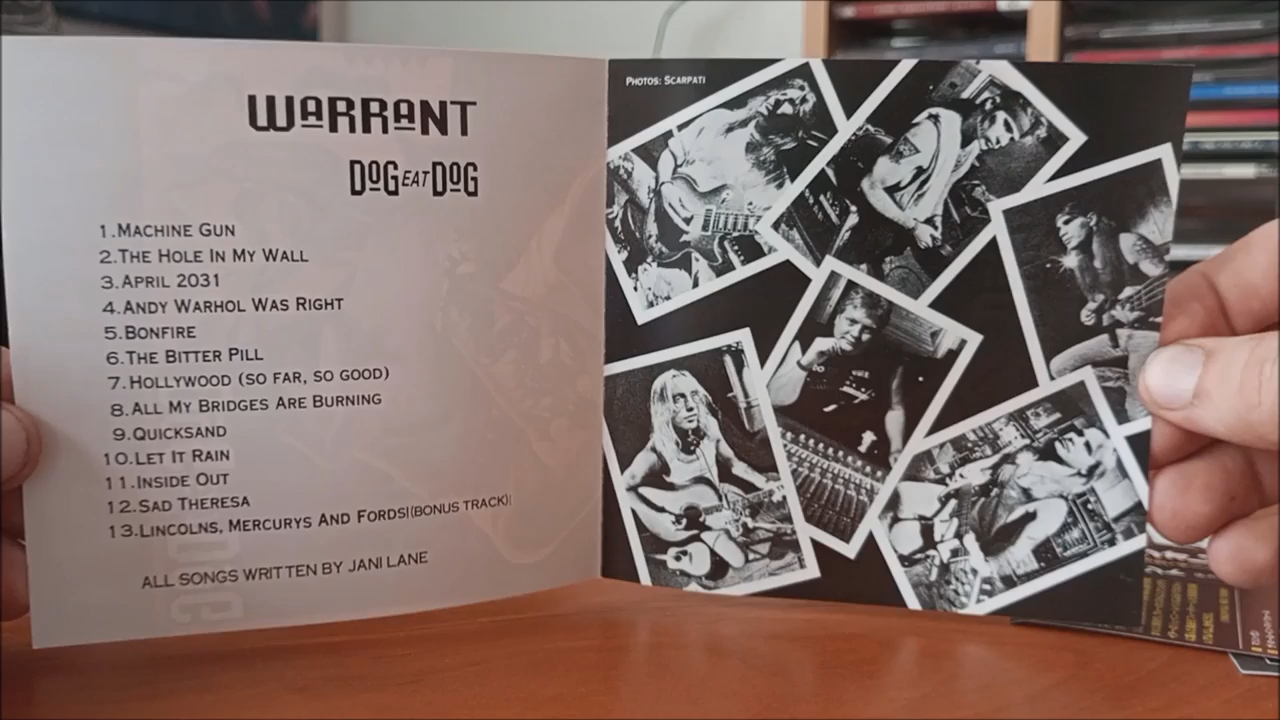 WARRANT
DOG EAT DOG
1.MACHINE GUN
2.THE HOLE IN MY WALL
3.APRIL 2031
4.ANDY WARHOL WAS RIGHT
5.BONFIRE
6.THE BITTER PILL
7.HOLLYWOOD (SO FAR, SO GOOD)
8.ALL MY BRIDGES ARE BURNING
9.QUICKSAND
10.LET IT RAIN
11.INSIDE OUT
12.SAD THERESA
13.LINCOLNS, MERCURYS AND FORDS|(BONUS TRACK)|
ALL SONGS WRITTEN BY JANI LANE
PHOTOS: SCARPATI